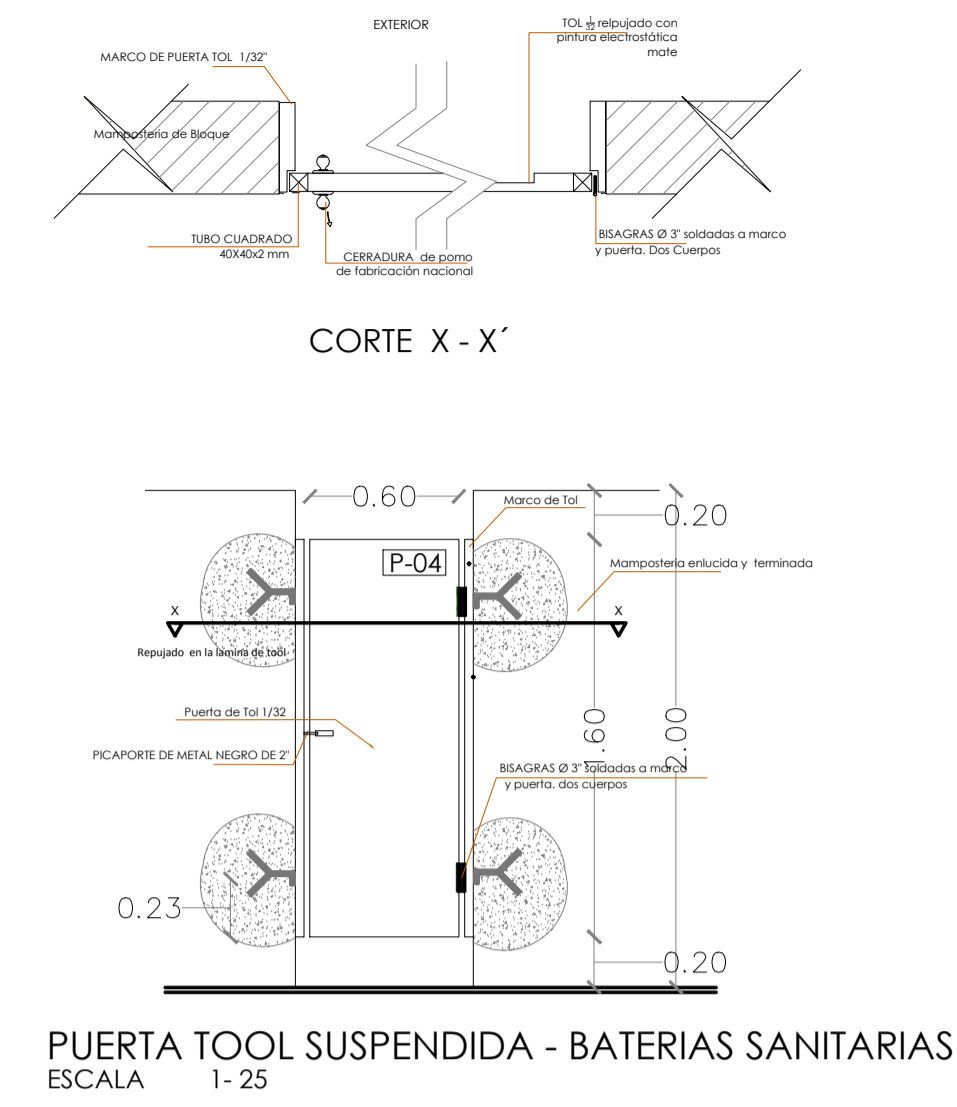 EXTERIOR
TOL 1/32 relpujado con
pintura electrostática
mate
MARCO DE PUERTA TOL 1/32"
Mamposteria de Bloque
TUBO CUADRADO
40X40x2 mm
CERRADURA de pomo
de fabricación nacional
BISAGRAS Ø 3" soldadas a marco
y puerta. Dos Cuerpos
CORTE X - X´
0.60
Marco de Tol
0.20
P-04
Mamposteria enlucida y terminada
X
X
Repujado en la lamina de tool
Puerta de Tol 1/32
1.60
2.00
PICAPORTE DE METAL NEGRO DE 2"
BISAGRAS Ø 3" soldadas a marco
y puerta. dos cuerpos
0.23
0.20
PUERTA TOOL SUSPENDIDA - BATERIAS SANITARIAS
ESCALA 1- 25